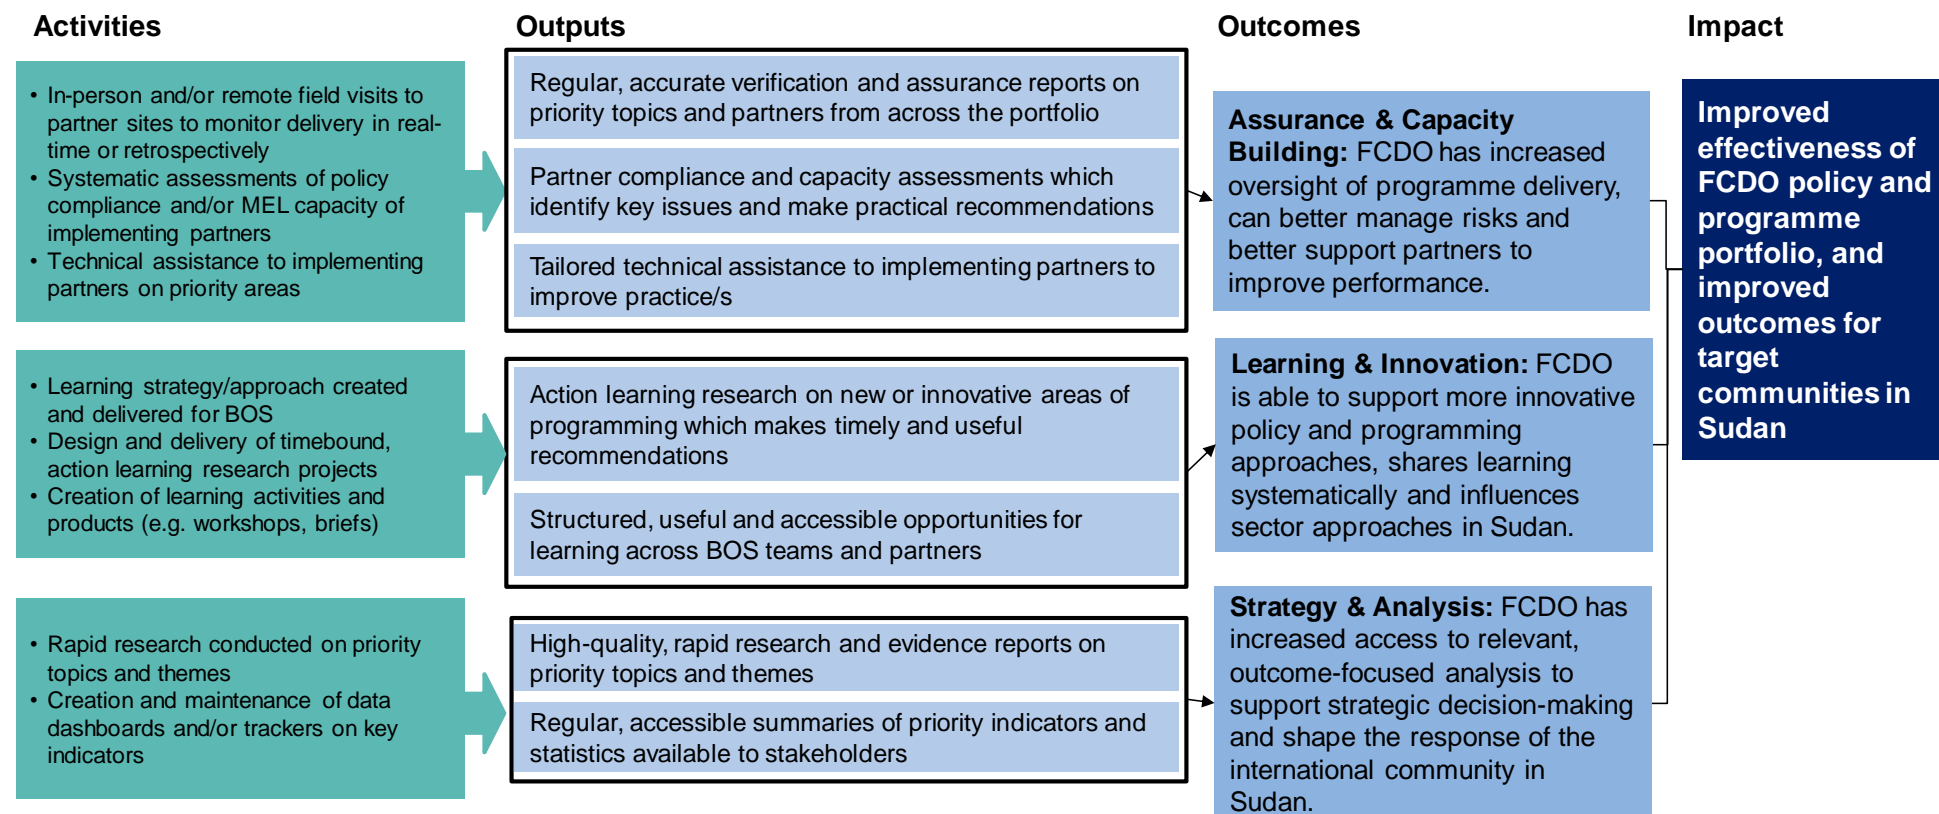 Activities
Outputs
Outcomes
Impact
• In-person and/or remote field visits to
partner sites to monitor delivery in real-
time or retrospectively
• Systematic assessments of policy
compliance and/or MEL capacity of
implementing partners
• Technical assistance to implementing
partners on priority areas
Regular, accurate verification and assurance reports on
priority topics and partners from across the portfolio
Partner compliance and capacity assessments which
identify key issues and make practical recommendations
Tailored technical assistance to implementing partners to
improve practice/s
Assurance & Capacity
Building: FCDO has increased
oversight of programme delivery,
can better manage risks and
better support partners to
improve performance.
• Learning strategy/approach created
and delivered for BOS
• Design and delivery of timebound,
action learning research projects
• Creation of learning activities and
products (e.g. workshops, briefs)
Action learning research on new or innovative areas of
programming which makes timely and useful
recommendations
Structured, useful and accessible opportunities for
learning across BOS teams and partners
Learning & Innovation: FCDO
is able to support more innovative
policy and programming
approaches, shares learning
systematically and influences
sector approaches in Sudan.
• Rapid research conducted on priority
topics and themes
• Creation and maintenance of data
dashboards and/or trackers on key
indicators
High-quality, rapid research and evidence reports on
priority topics and themes
Regular, accessible summaries of priority indicators and
statistics available to stakeholders
Strategy & Analysis: FCDO has
increased access to relevant,
outcome-focused analysis to
support strategic decision-making
and shape the response of the
international community in
Sudan.
Improved
effectiveness of
FCDO policy and
programme
portfolio, and
improved
outcomes for
target
communities in
Sudan